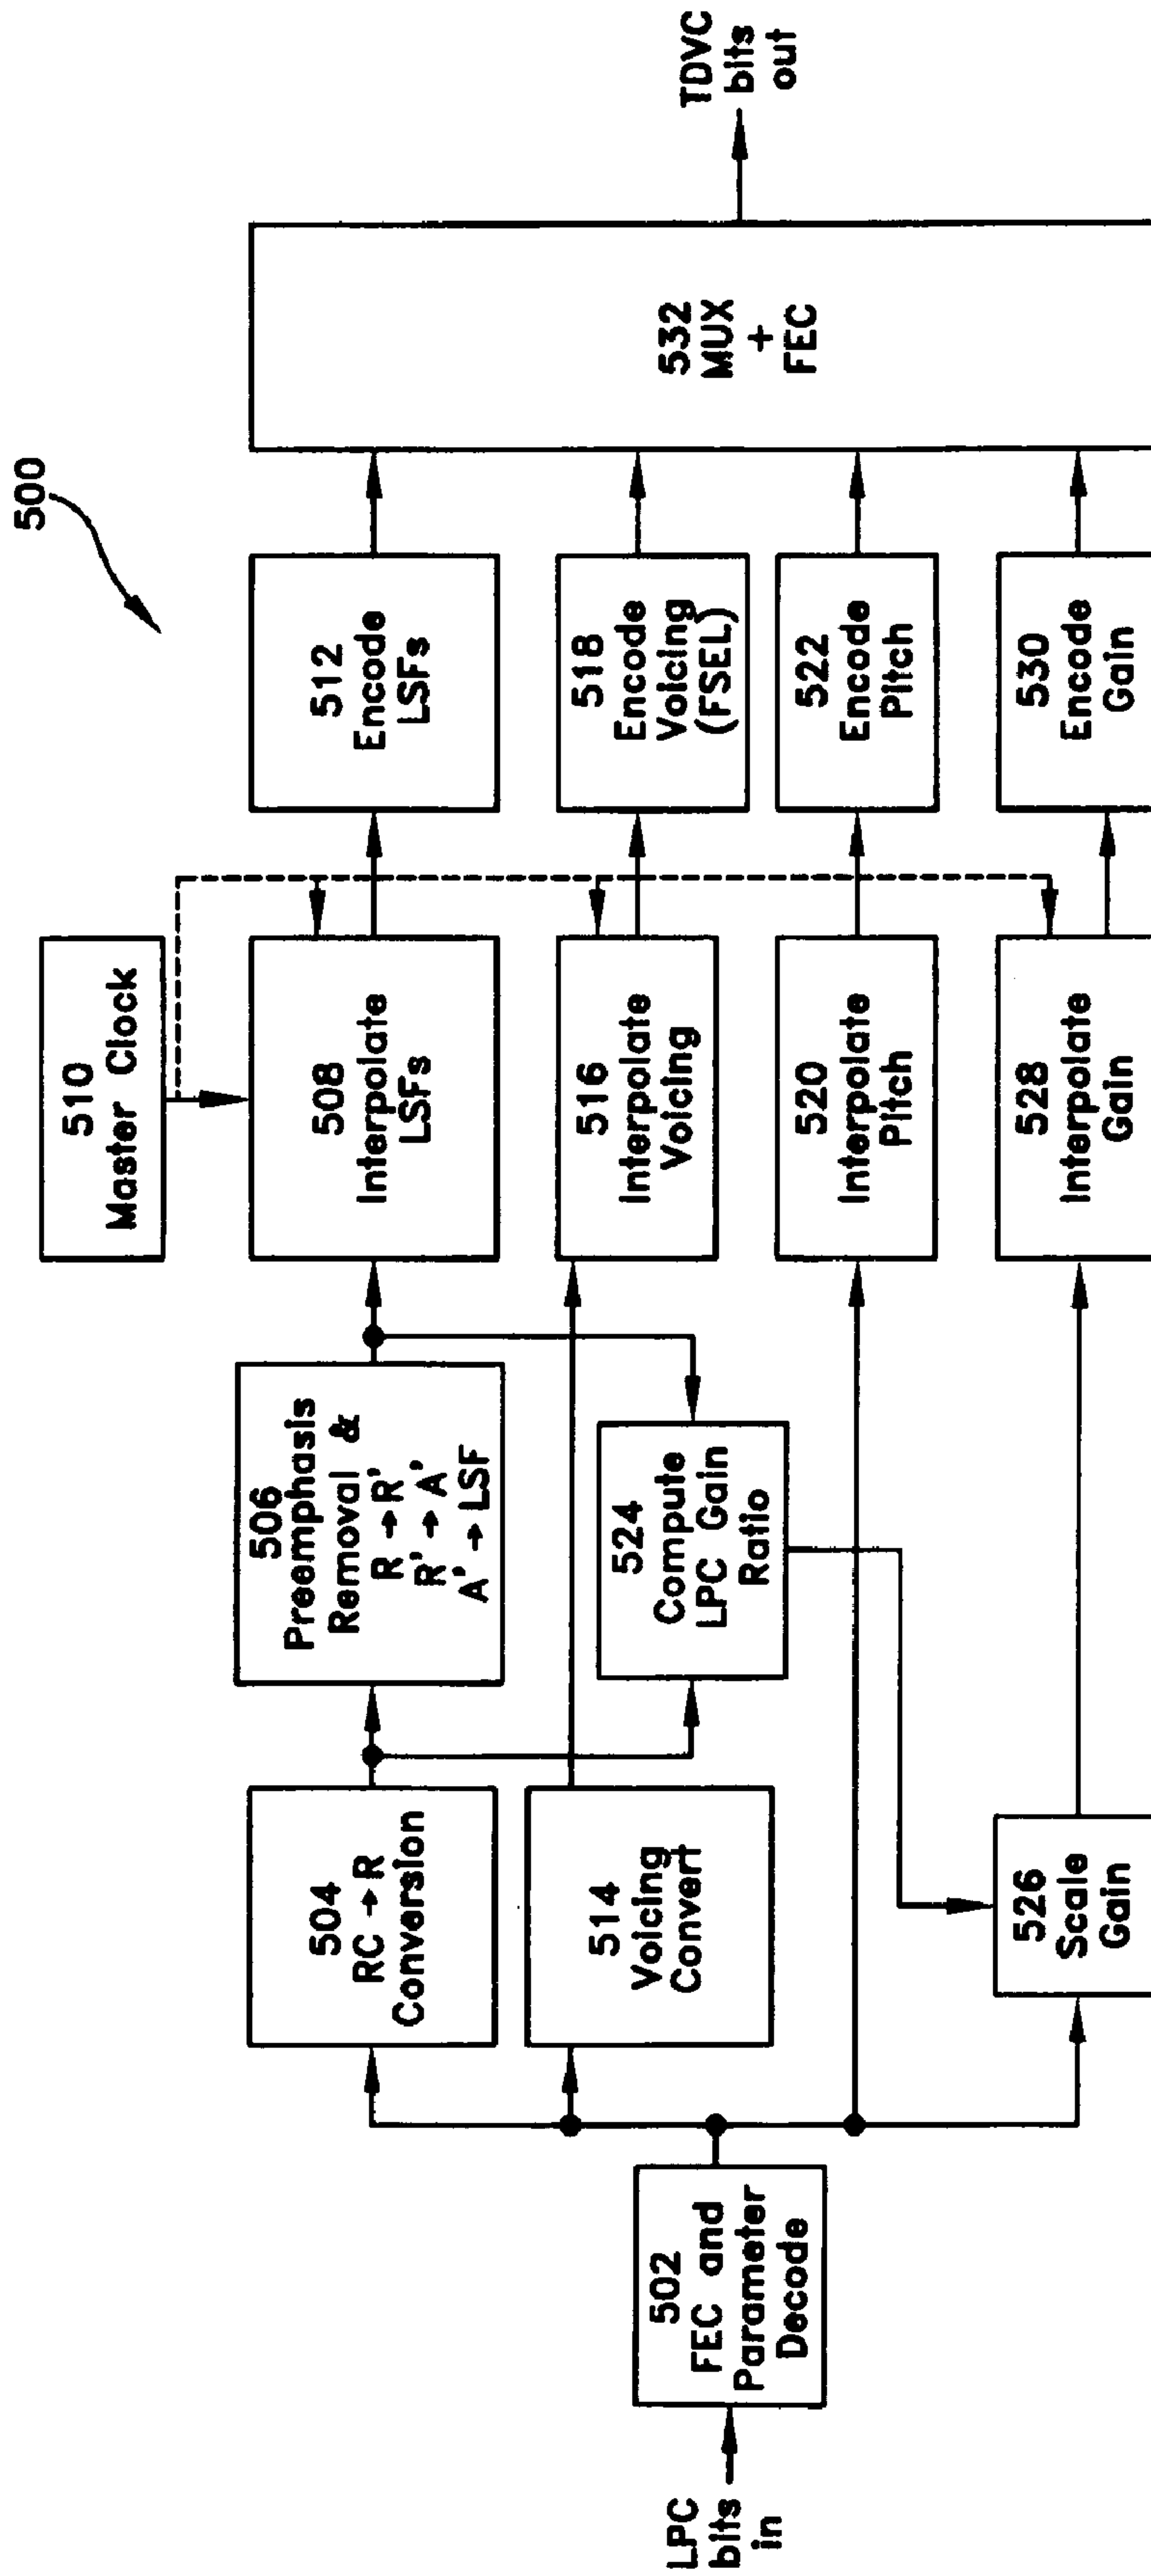 500
LPC
bits
in
502
FEC and
Parameter
Decode
504
RC → R
Conversion
514
Voicing
Convert
526
Scale
Gain
506
Preemphasis
Removal &
R → R'
R' → A'
A' → LSF
524
Compute
LPC Gain
Ratio
510
Master Clock
508
Interpolate
LSFs
516
Interpolate
Voicing
520
Interpolate
Pitch
528
Interpolate
Gain
512
Encode
LSFs
518
Encode
Voicing
(FSEL)
522
Encode
Pitch
530
Encode
Gain
532
MUX
+
FEC
TDVC
bits
out